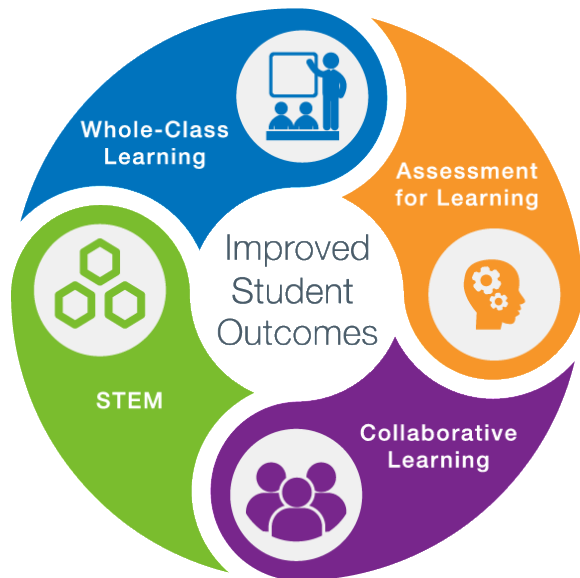 Whole-Class
Learning
Assessment
for Learning
Improved
Student
Outcomes
STEM
Collaborative
Learning